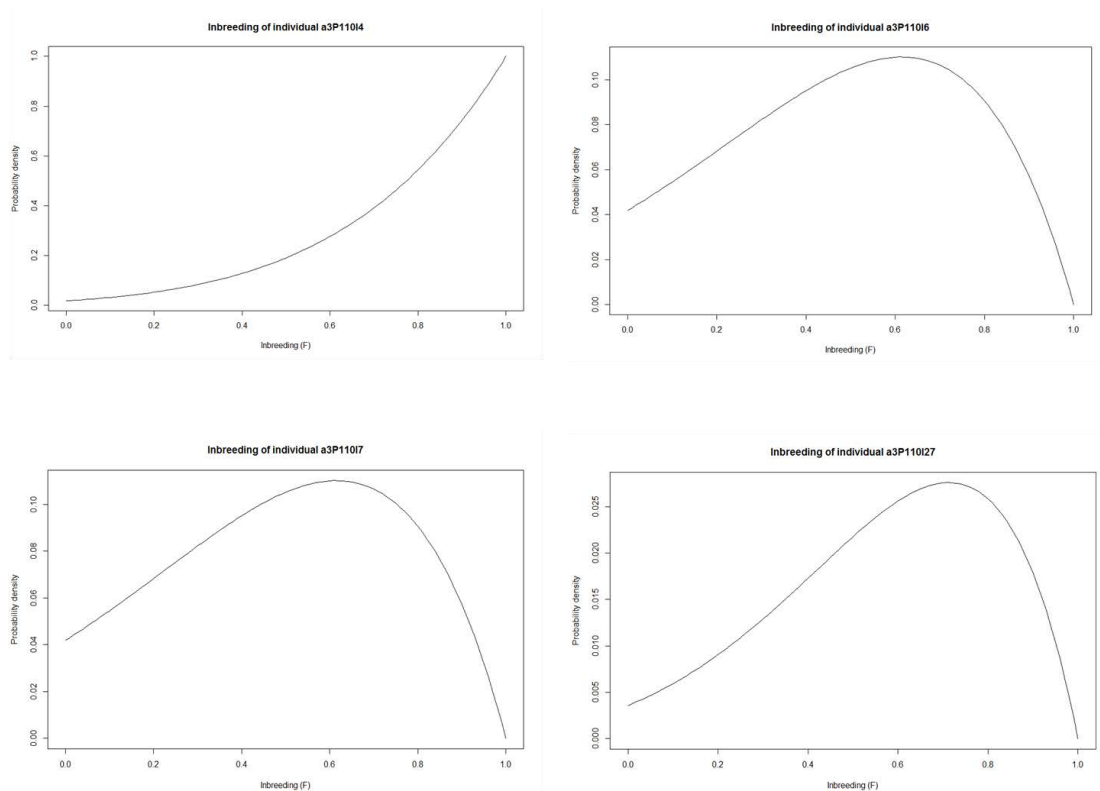 Inbreeding of individual a3P110I4
Probability density
0.0 0.2 0.4 0.6 0.8 1.0
0.0 0.2 0.4 0.6 0.8 1.0
Inbreeding (F)
Inbreeding of individual a3P110I6
Probability density
0.00 0.02 0.04 0.06 0.08 0.10
0.0 0.2 0.4 0.6 0.8 1.0
Inbreeding (F)
Inbreeding of individual a3P110I7
Probability density
0.00 0.02 0.04 0.06 0.08 0.10
0.0 0.2 0.4 0.6 0.8 1.0
Inbreeding (F)
Inbreeding of individual a3P110I27
Probability density
0.000 0.005 0.010 0.015 0.020 0.025
0.0 0.2 0.4 0.6 0.8 1.0
Inbreeding (F)